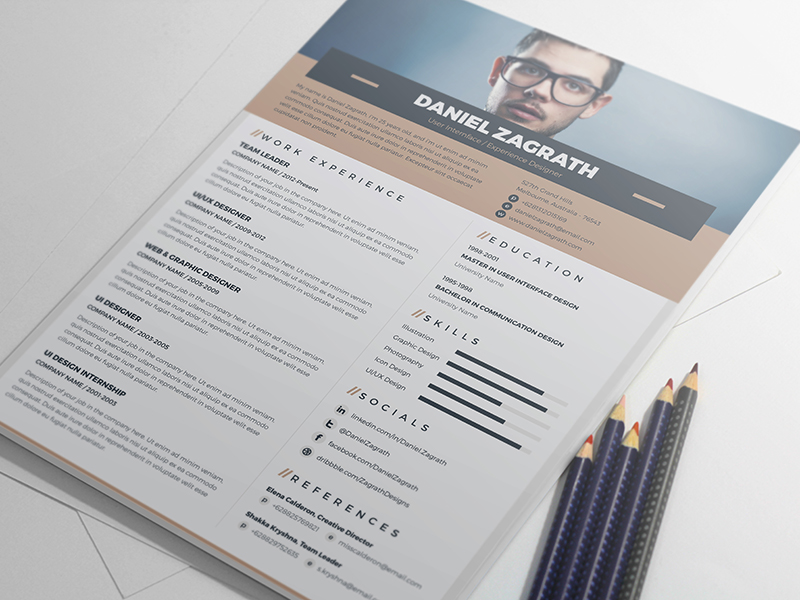 DANIEL ZAGRATH
User Internface / Experience Designer
My name is Daniel Zagrath, I'm 25 years old, and I'm ut enim ad minim
veniam. Quis nostrud exercitation ullamco laboris nisi ut aliquip ex ea
commodo consequat. Duis aute irure dolor in reprehenderit in voluptate
velit esse cillum dolore eu fugiat nulla pariatur. Excepteur sint occaecat
cupidatat non proident.
5277th Grand Hills
Melbourne, Australia - 76543
P
e danielzagrath@email.com
w www.danielzagrath.com
//WORK EXPERIENCE
TEAM LEADER
COMPANY NAME / 2012-Present
Description of your job in the company here. Ut enim ad minim veniam,
quis nostrud exercitation ullamco laboris nisi ut aliquip ex ea commodo
consequat. Duis aute irure dolor in reprehenderit in voluptate velit esse
cillum dolore eu fugiat nulla pariatur.
UI/UX DESIGNER
COMPANY NAME / 2009-2012
Description of your job in the company here. Ut enim ad minim veniam,
quis nostrud exercitation ullamco laboris nisi ut aliquip ex ea commodo
consequat. Duis aute irure dolor in reprehenderit in voluptate velit esse
cillum dolore eu fugiat nulla pariatur.
WEB & GRAPHIC DESIGNER
COMPANY NAME / 2005-2009
Description of your job in the company here. Ut enim ad minim veniam,
quis nostrud exercitation ullamco laboris nisi ut aliquip ex ea commodo
consequat. Duis aute irure dolor in reprehenderit in voluptate velit esse
cillum dolore eu fugiat nulla pariatur.
UI DESIGNER
COMPANY NAME / 2003-2005
Description of your job in the company here. Ut enim ad minim veniam,
quis nostrud exercitation ullamco laboris nisi ut aliquip ex ea commodo
consequat. Duis aute irure dolor in reprehenderit in voluptate velit esse
cillum dolore eu fugiat nulla pariatur.
UI DESIGN INTERNSHIP
COMPANY NAME / 2001-2003
Description of your job in the company here. Ut enim ad minim veniam,
quis nostrud exercitation ullamco laboris nisi ut aliquip ex ea commodo
consequat. Duis aute irure dolor in reprehenderit in voluptate velit esse
cillum dolore eu fugiat nulla pariatur.
//EDUCATION
1998-2001
MASTER IN USER INTERFACE DESIGN
University Name
1995-1998
BACHELOR IN COMMUNICATION DESIGN
University Name
//SKILLS
Illustration
Graphic Design
Photography
Icon Design
UI/UX Design
//SOCIALS
in linkedin.com/in/Daniel.Zagrath
t @DanielZagrath
f facebook.com/DanielZagrath
dribbble.com/ZagrathDesigns
//REFERENCES
Elena Calderon, Creative Director
P +628825769821 e misscalderon@email.com
Shakka Kryshna, Team Leader
P +628829752635 e s.kryshna@email.com